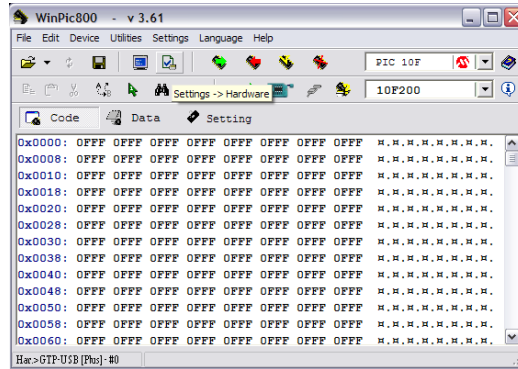 WinPic800 - v 3.61
File Edit Device Utilities Settings Language Help
PIC 10F
Settings -> Hardware
10F200
Code Data Setting
0x0000: 0FFF 0FFF 0FFF 0FFF 0FFF 0FFF 0FFF 0FFF ¤.¤.¤.¤.¤.¤.¤.¤.
0x0008: 0FFF 0FFF 0FFF 0FFF 0FFF 0FFF 0FFF 0FFF ¤.¤.¤.¤.¤.¤.¤.¤.
0x0010: 0FFF 0FFF 0FFF 0FFF 0FFF 0FFF 0FFF 0FFF ¤.¤.¤.¤.¤.¤.¤.¤.
0x0018: 0FFF 0FFF 0FFF 0FFF 0FFF 0FFF 0FFF 0FFF ¤.¤.¤.¤.¤.¤.¤.¤.
0x0020: 0FFF 0FFF 0FFF 0FFF 0FFF 0FFF 0FFF 0FFF ¤.¤.¤.¤.¤.¤.¤.¤.
0x0028: 0FFF 0FFF 0FFF 0FFF 0FFF 0FFF 0FFF 0FFF ¤.¤.¤.¤.¤.¤.¤.¤.
0x0030: 0FFF 0FFF 0FFF 0FFF 0FFF 0FFF 0FFF 0FFF ¤.¤.¤.¤.¤.¤.¤.¤.
0x0038: 0FFF 0FFF 0FFF 0FFF 0FFF 0FFF 0FFF 0FFF ¤.¤.¤.¤.¤.¤.¤.¤.
0x0040: 0FFF 0FFF 0FFF 0FFF 0FFF 0FFF 0FFF 0FFF ¤.¤.¤.¤.¤.¤.¤.¤.
0x0048: 0FFF 0FFF 0FFF 0FFF 0FFF 0FFF 0FFF 0FFF ¤.¤.¤.¤.¤.¤.¤.¤.
0x0050: 0FFF 0FFF 0FFF 0FFF 0FFF 0FFF 0FFF 0FFF ¤.¤.¤.¤.¤.¤.¤.¤.
0x0058: 0FFF 0FFF 0FFF 0FFF 0FFF 0FFF 0FFF 0FFF ¤.¤.¤.¤.¤.¤.¤.¤.
0x0060: 0FFF 0FFF 0FFF 0FFF 0FFF 0FFF 0FFF 0FFF ¤.¤.¤.¤.¤.¤.¤.¤.
Har.>GTP-USB [Plus]- #0